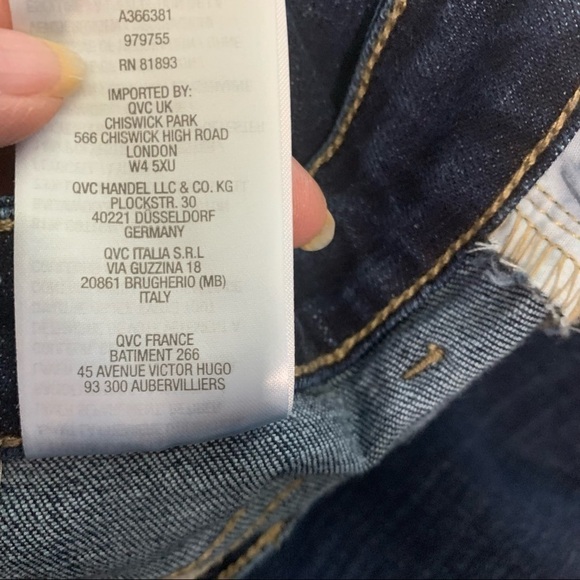 A366381
979755
RN 81893
IMPORTED BY:
QVC UK
CHISWICK PARK
566 CHISWICK HIGH ROAD
LONDON
W4 5XU
QVC HANDEL LLC & CO. KG
PLOCKSTR. 30
40221 DÜSSELDORF
GERMANY
QVC ITALIA S.R.L
VIA GUZZINA 18
20861 BRUGHERIO (MB)
ITALY
QVC FRANCE
BATIMENT 266
45 AVENUE VICTOR HUGO
93 300 AUBERVILLIERS